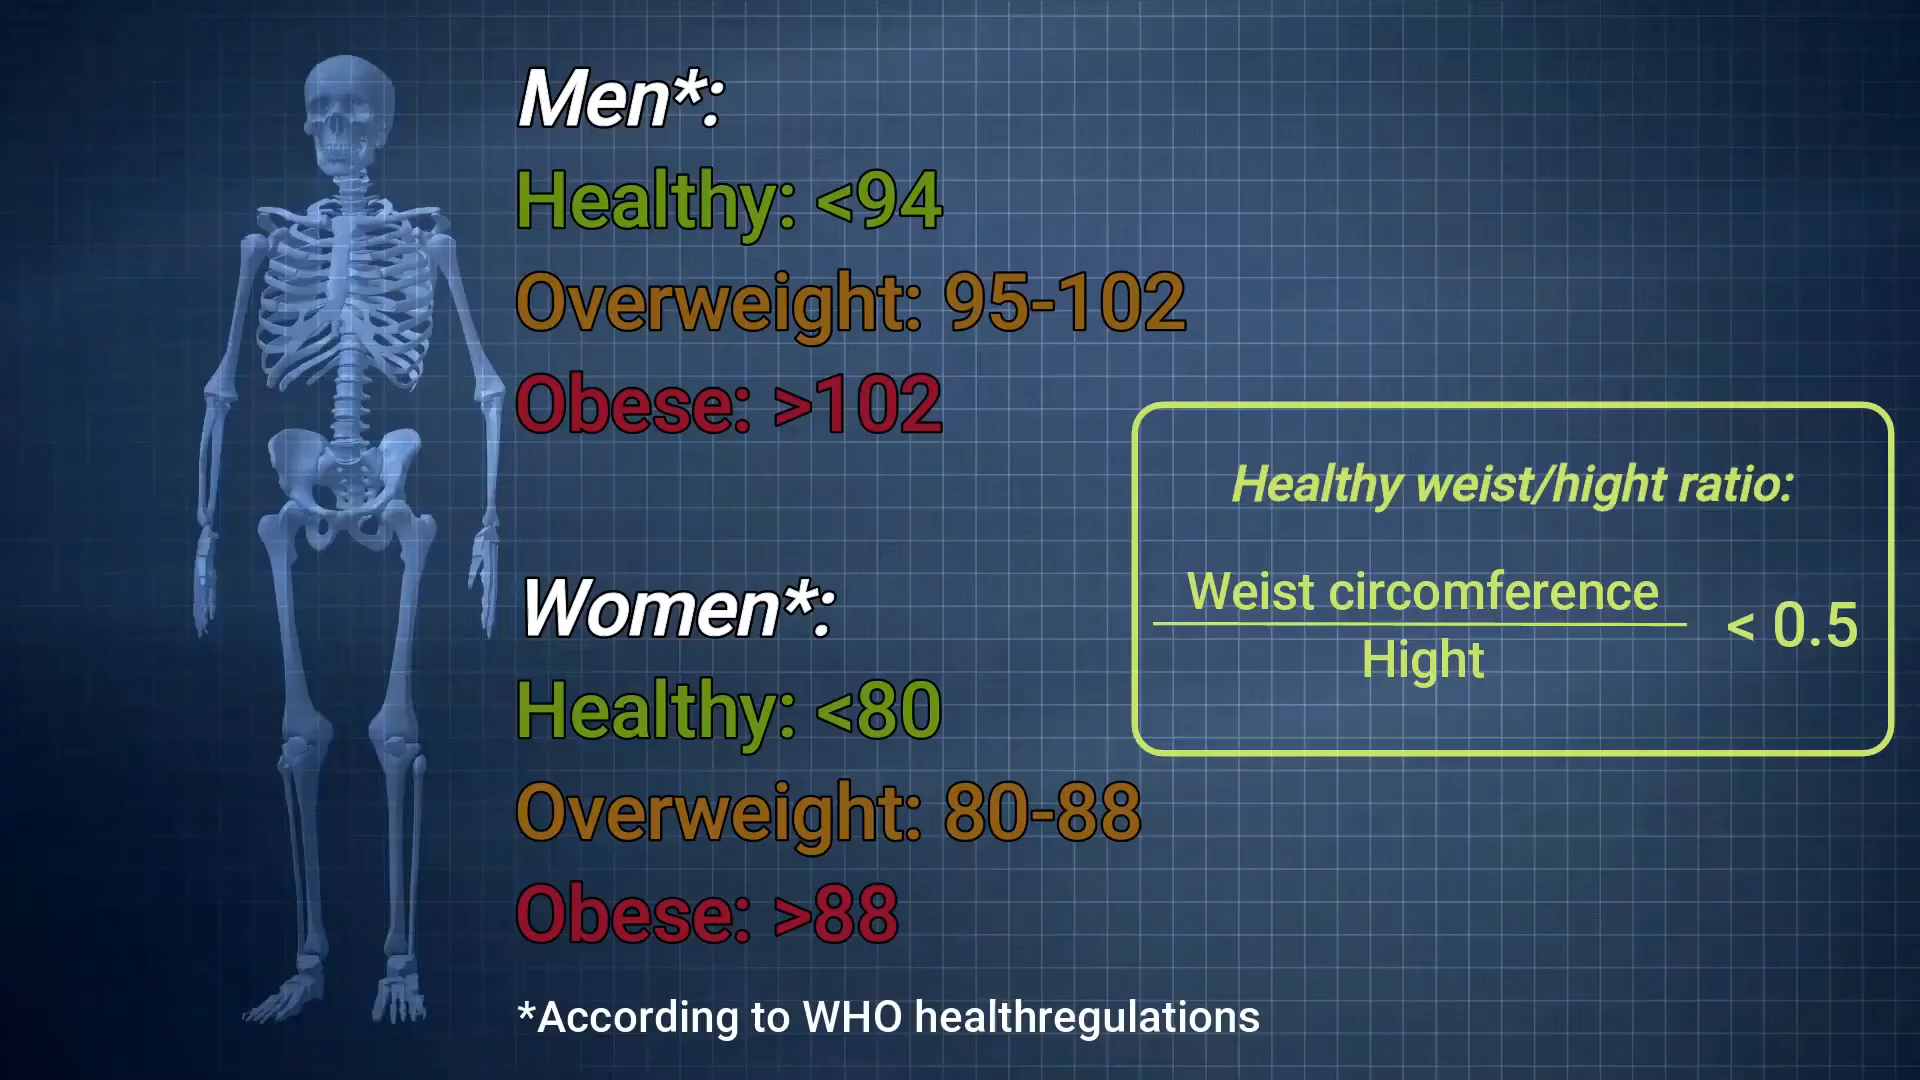 Men*:
Healthy: <94
Overweight: 95-102
Obese: >102
Women*:
Healthy: <80
Overweight: 80-88
Obese: >88
*According to WHO healthregulations
Healthy weist/hight ratio:
Weist circomference
Hight
< 0.5